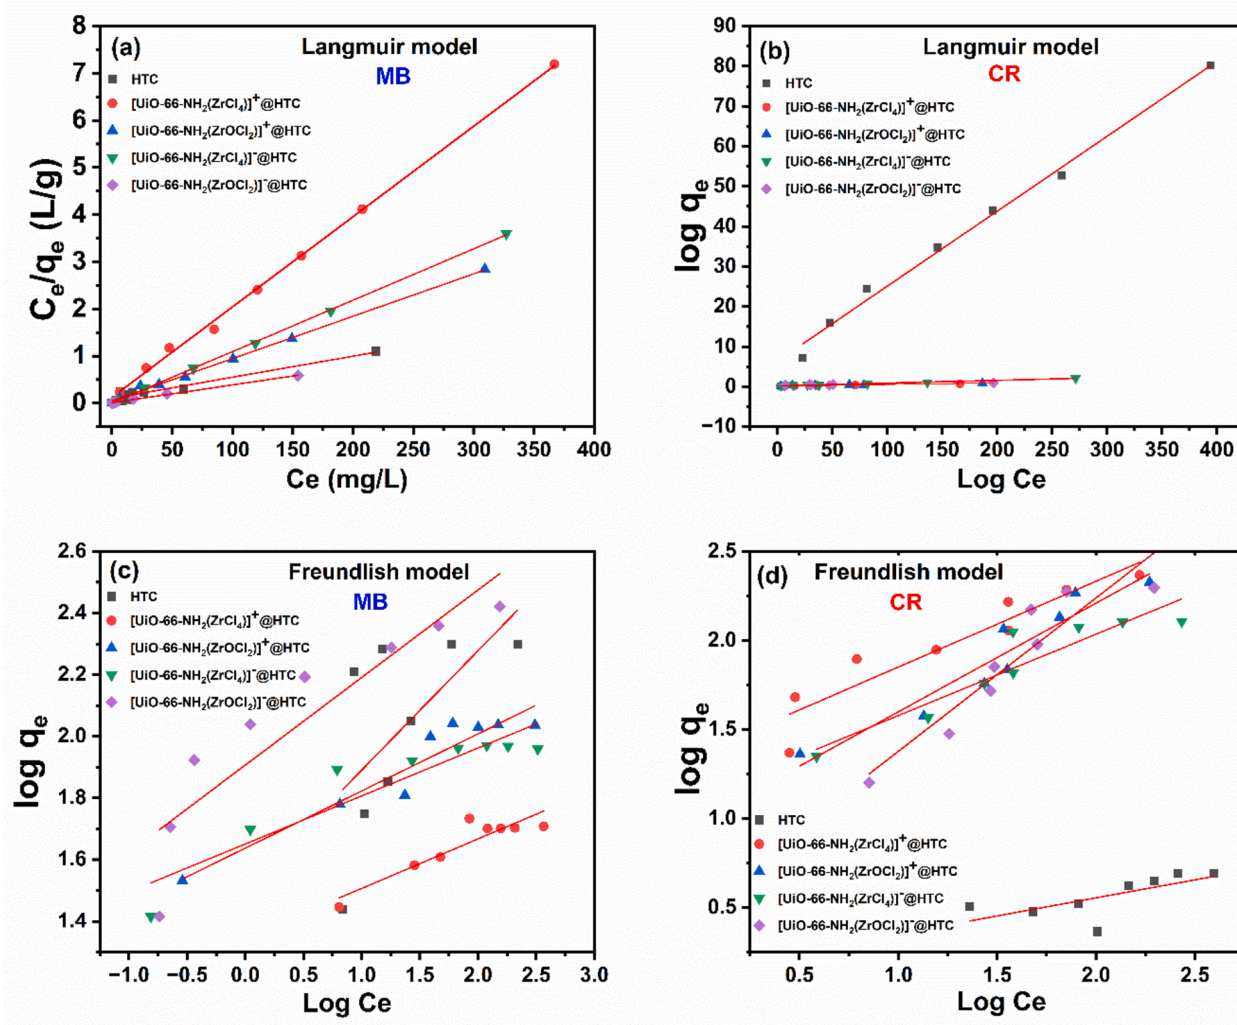 (a) Langmuir model
MB
HTC
[UiO-66-NH2(ZrCl4)]+@HTC
[UiO-66-NH2(ZrOCl2)]+@HTC
[UiO-66-NH2(ZrCl4)]-@HTC
[UiO-66-NH2(ZrOCl2)]-@HTC
Ce/qe (L/g)
8
7
6
5
4
3
2
1
0
0 50 100 150 200 250 300 350 400
Ce (mg/L)
(b) Langmuir model
CR
HTC
[UiO-66-NH2(ZrCl4)]+@HTC
[UiO-66-NH2(ZrOCl2)]+@HTC
[UiO-66-NH2(ZrCl4)]-@HTC
[UiO-66-NH2(ZrOCl2)]-@HTC
log qe
90
80
70
60
50
40
30
20
10
0
−10
0 50 100 150 200 250 300 350 400
Log Ce
(c) Freundlish model
MB
HTC
[UiO-66-NH2(ZrCl4)]+@HTC
[UiO-66-NH2(ZrOCl2)]+@HTC
[UiO-66-NH2(ZrCl4)]-@HTC
[UiO-66-NH2(ZrOCl2)]-@HTC
log qe
2.6
2.4
2.2
2.0
1.8
1.6
1.4
−1.0 −0.5 0.0 0.5 1.0 1.5 2.0 2.5 3.0
Log Ce
(d) Freundlish model
CR
HTC
[UiO-66-NH2(ZrCl4)]+@HTC
[UiO-66-NH2(ZrOCl2)]+@HTC
[UiO-66-NH2(ZrCl4)]-@HTC
[UiO-66-NH2(ZrOCl2)]-@HTC
log qe
2.5
2.0
1.5
1.0
0.5
0.5 1.0 1.5 2.0 2.5
Log Ce